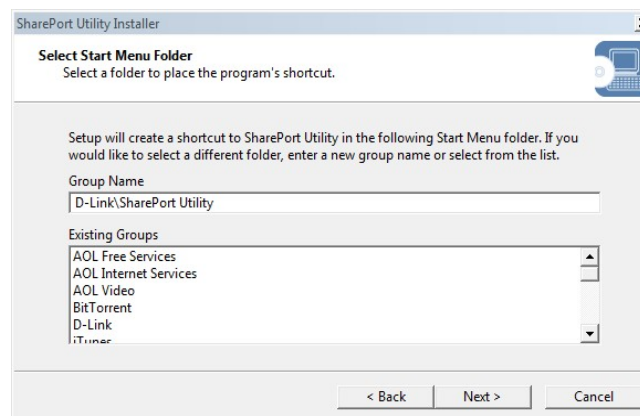 SharePort Utility Installer
Select Start Menu Folder
Select a folder to place the program's shortcut.
Setup will create a shortcut to SharePort Utility in the following Start Menu folder. If you
would like to select a different folder, enter a new group name or select from the list.
Group Name
D-Link\SharePort Utility
Existing Groups
AOL Free Services
AOL Internet Services
AOL Video
BitTorrent
D-Link
iTunes
< Back Next > Cancel